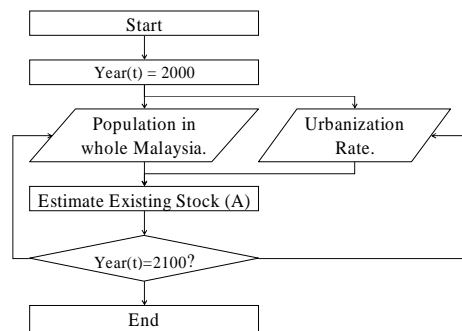 Start
Year(t) = 2000
Population in
whole Malaysia.
Urbanization
Rate.
Estimate Existing Stock (A)
Year(t)=2100?
End